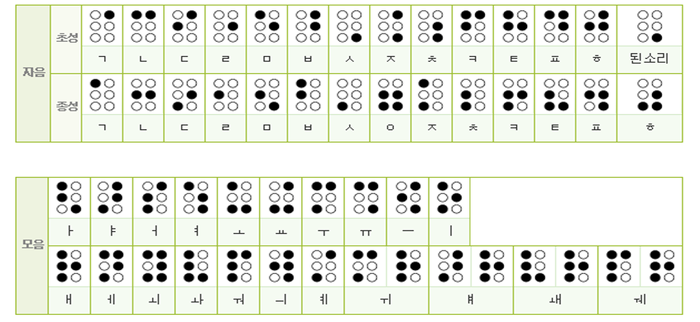 자음
초성
ㄱ ㄴ ㄷ ㄹ ㅁ ㅂ ㅅ ㅈ ㅊ ㅋ ㅌ ㅍ ㅎ 된소리
종성
ㄱ ㄴ ㄷ ㄹ ㅁ ㅂ ㅅ ㅇ ㅈ ㅊ ㅋ ㅌ ㅍ ㅎ
모음
ㅏ ㅑ ㅓ ㅕ ㅗ ㅛ ㅜ ㅠ ㅡ ㅣ
ㅐ ㅔ ㅚ ㅘ ㅝ ㅢ ㅖ ㅟ ㅒ ㅙ ㅞ